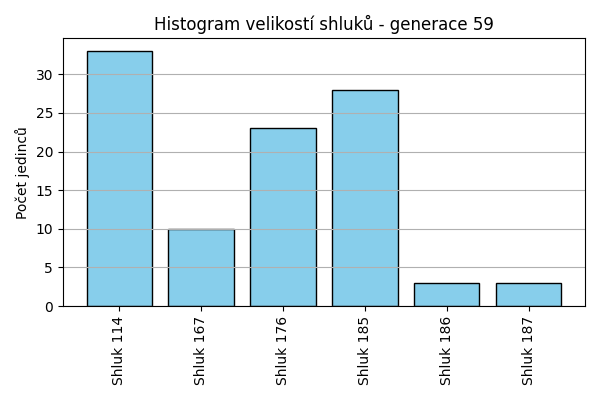 Histogram velikostí shluků - generace 59
Počet jedinců
30
25
20
15
10
5
0
Shluk 114
Shluk 167
Shluk 176
Shluk 185
Shluk 186
Shluk 187